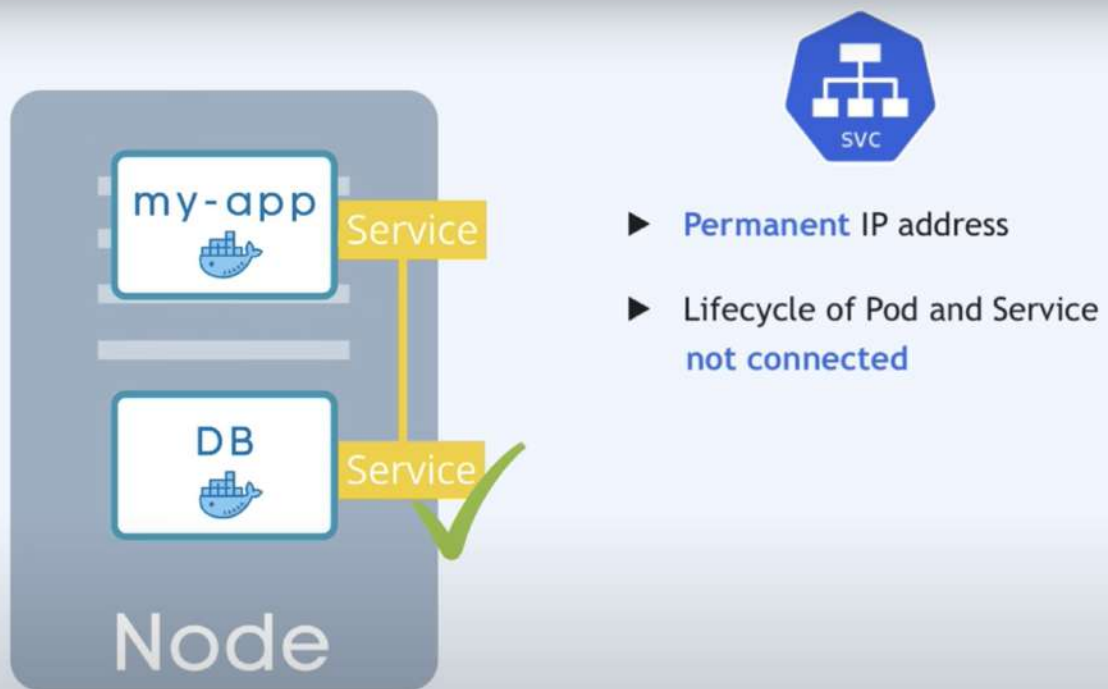 my-app
Service
DB
Service
Node
svc
Permanent IP address
Lifecycle of Pod and Service
not connected